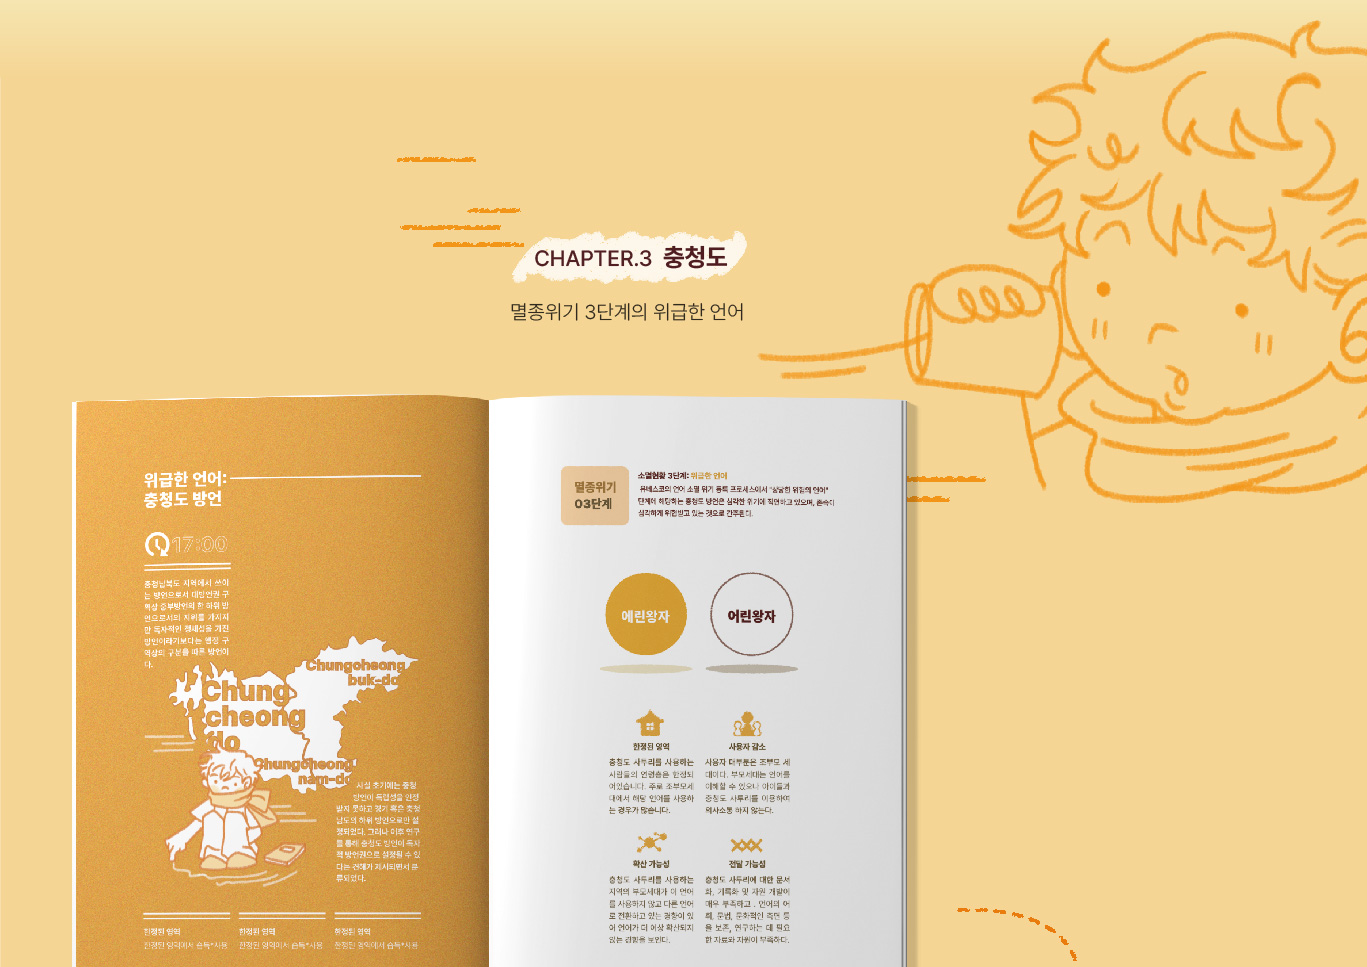 CHAPTER.3 충청도
멸종위기 3단계의 위급한 언어
위급한 언어:
충청도 방언
17:00
충청남북도 지역에서 쓰이
는 방언으로서 대방언권 구
획상 중부방언의 한 하위 방
언으로서의 지위를 가지지
만 독자적인 정체성을 가진
방언이라기보다는 행정 구
역상의 구분을 따른 방언이
다.
Chungcheong
buk-do
Chung
cheong
do
Chungcheong
nam-do
사실 초기에는 충청
방언이 독립성을 인정
받지 못하고 경기 혹은 충청
남도의 하위 방언으로만 설
정되었다. 그러나 이후 연구
를 통해 충청도 방언이 독자
적 방언권으로 설정될 수 있
다는 견해가 제시되면서 분
류되었다.
한정된 영역
한정된 영역에서 습득*사용
한정된 영역
한정된 영역에서 습득*사용
한정된 영역
한정된 영역에서 습득*사용
멸종위기
03단계
소멸현황 3단계: 위급한 언어
유네스코의 언어 소멸 위기 등록 프로세스에서 "상당한 위험의 언어"
단계에 해당하는 충청도 방언은 심각한 위기에 직면하고 있으며, 존속이
심각하게 위협받고 있는 것으로 간주된다.
에린왕자
어린왕자
한정된 영역
충청도 사투리를 사용하는
사람들의 연령층은 한정되
어있습니다. 주로 조부모세
대에서 해당 언어를 사용하
는 경우가 많습니다.
사용자 감소
사용자 대부분은 조부모 세
대이다. 부모세대는 언어를
이해할 수 있으나 아이들과
충청도 사투리를 이용하여
의사소통 하지 않는다.
확산 가능성
충청도 사투리를 사용하는
지역의 부모세대가 이 언어
를 사용하지 않고 다른 언어
로 전환하고 있는 경향이 있
어 언어가 더 이상 확산되지
않는 경향을 보인다.
전달 가능성
충청도 사투리에 대한 문서
화, 기록화 및 자원 개발이
매우 부족하고 . 언어의 어
휘, 문법, 문화적인 측면 등
을 보존, 연구하는 데 필요
한 자료와 자원이 부족하다.